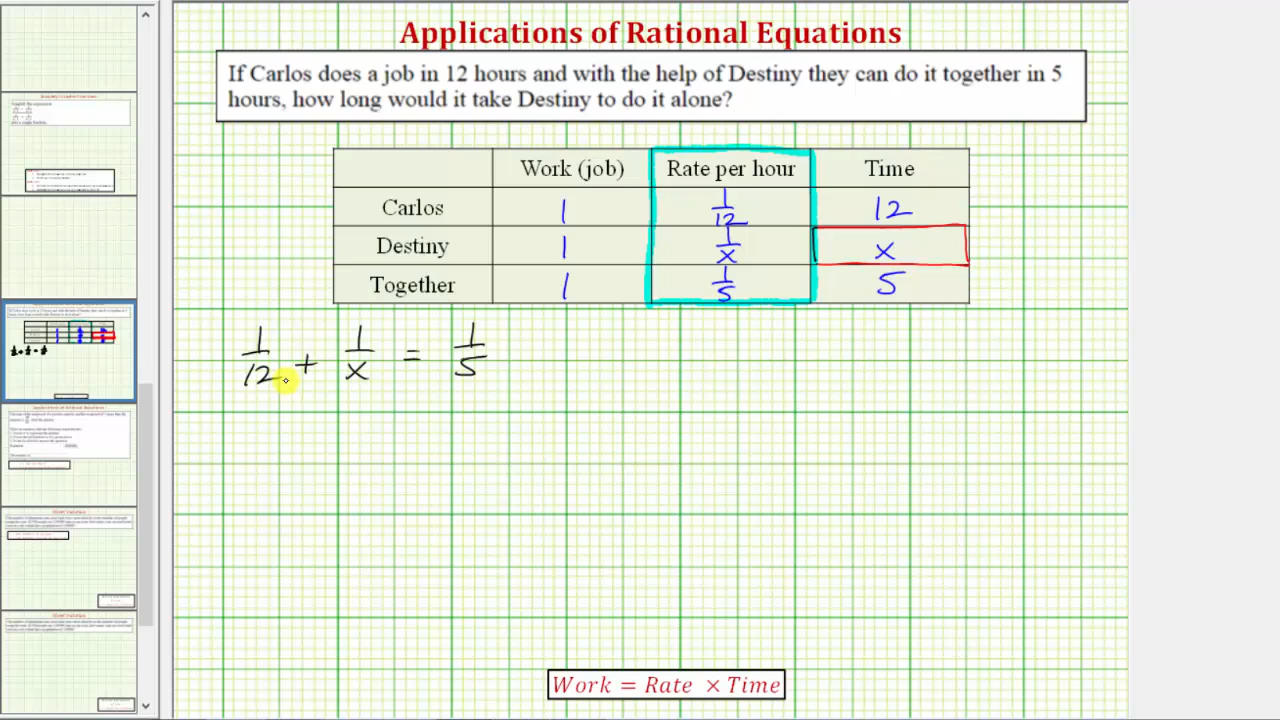 Applications of Rational Equations
If Carlos does a job in 12 hours and with the help of Destiny they can do it together in 5
hours, how long would it take Destiny to do it alone?
Work (job) Rate per hour Time
Carlos 1 1/12 12
Destiny 1 1/x x
Together 1 1/5 5
1/12 + 1/x = 1/5
Work = Rate × Time